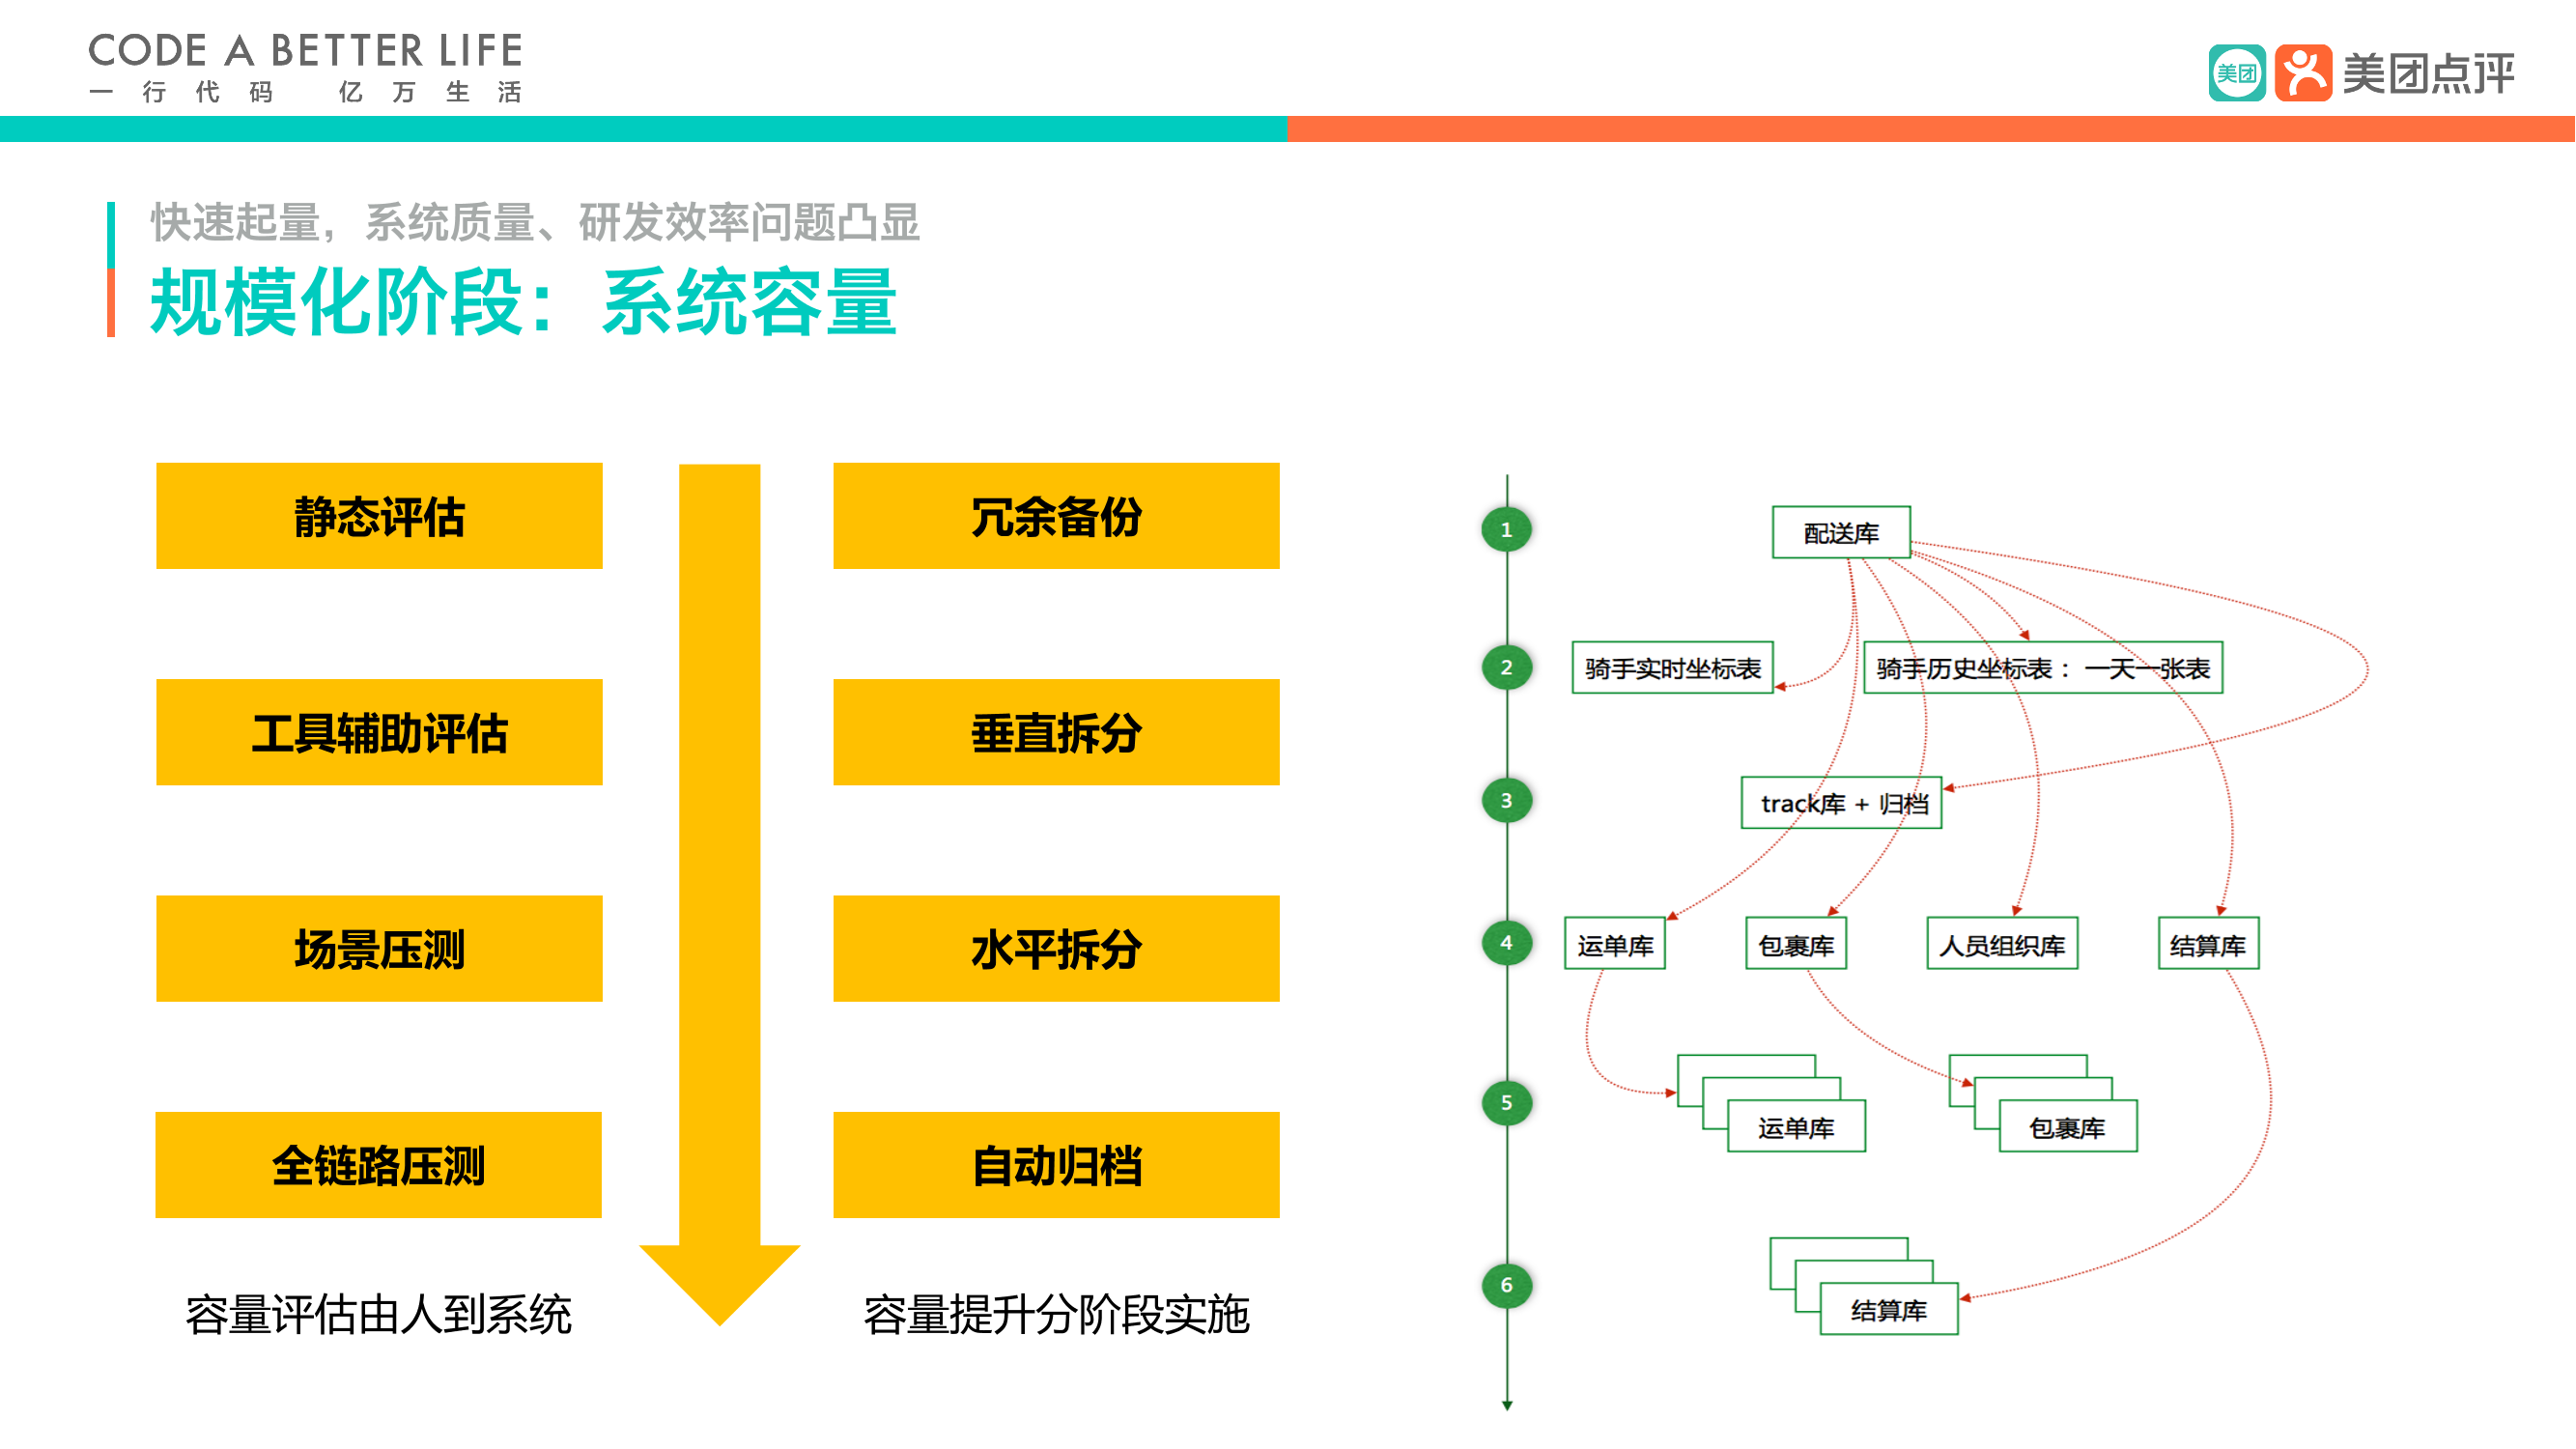 CODE A BETTER LIFE
一行代码 亿万生活
美团
美团点评
快速起量，系统质量、研发效率问题凸显
规模化阶段：系统容量
静态评估
冗余备份
工具辅助评估
垂直拆分
场景压测
水平拆分
全链路压测
自动归档
容量评估由人到系统
容量提升分阶段实施
1
配送库
2
骑手实时坐标表
骑手历史坐标表：一天一张表
3
track库 + 归档
4
运单库
包裹库
人员组织库
结算库
5
运单库
包裹库
6
结算库